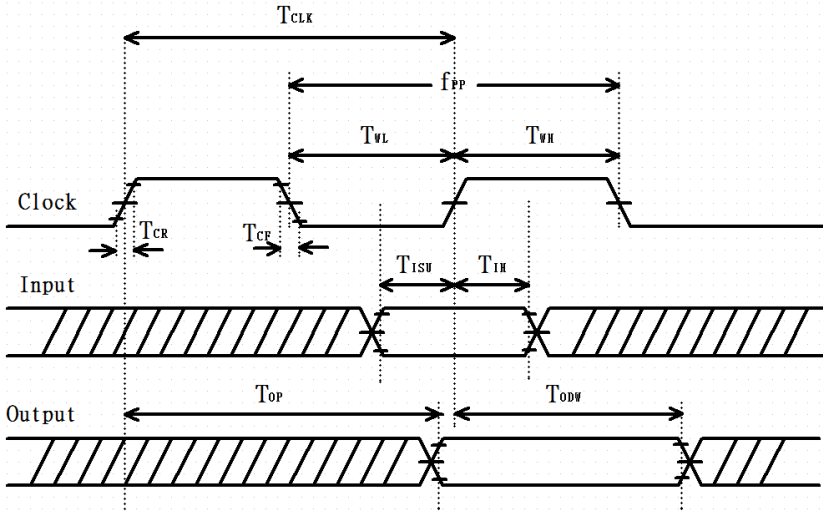 TCLK
fPP
TWL TWH
Clock
TCR TCF
TISU TIH
Input
TOP TODW
Output